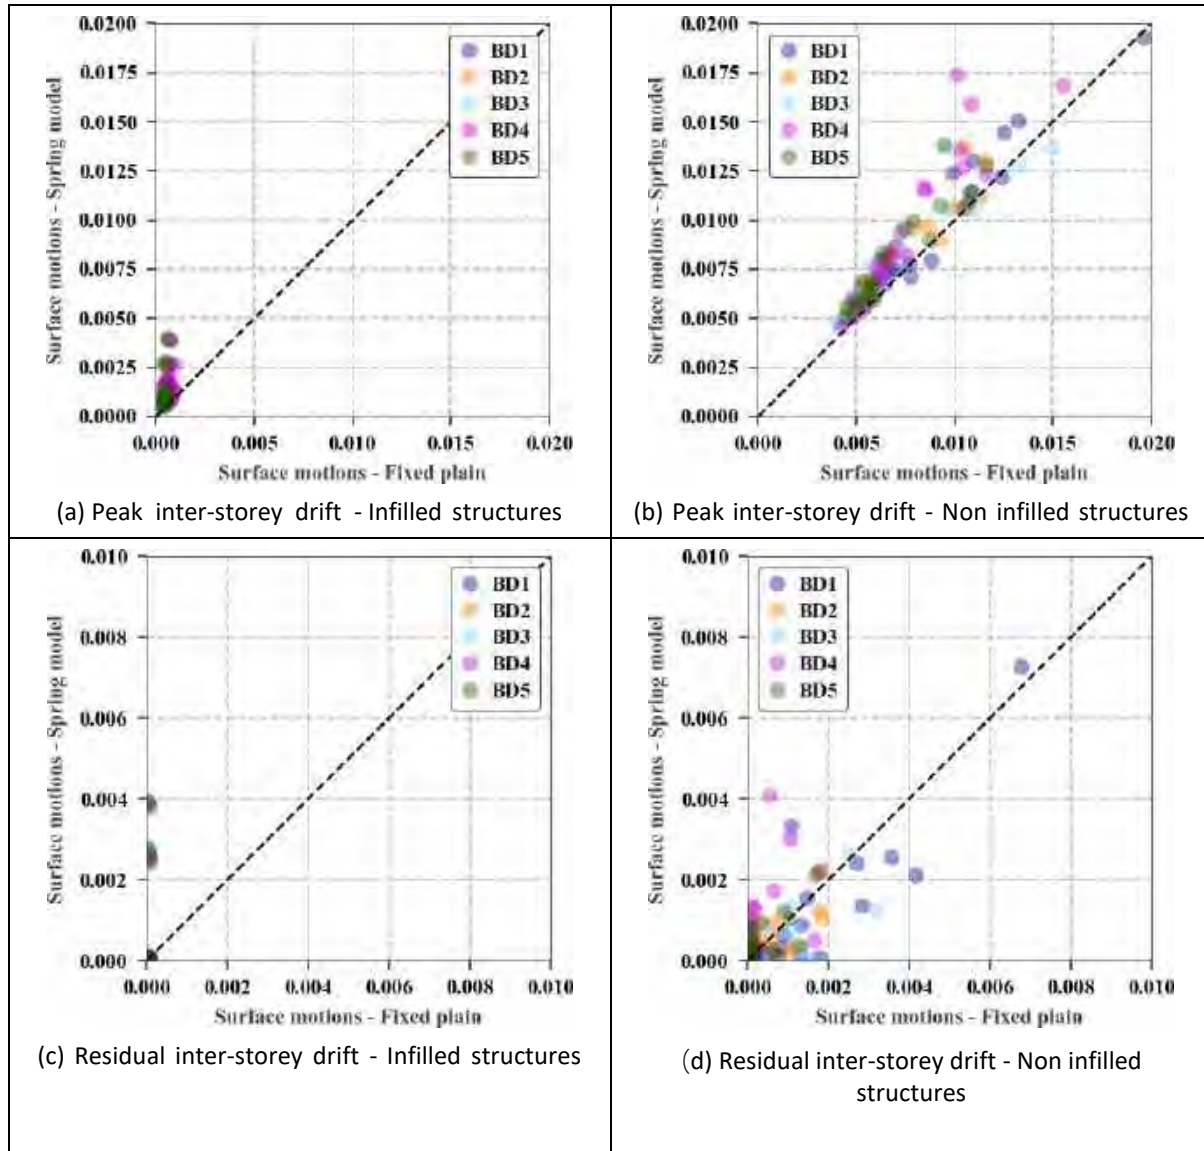 0.0200
0.0175
0.0150
0.0125
0.0100
0.0075
0.0050
0.0025
0.0000
Surface motions - Spring model
BD1
BD2
BD3
BD4
BD5
0.000 0.005 0.010 0.015 0.020
Surface motions - Fixed plain
(a) Peak inter-storey drift - Infilled structures
0.0200
0.0175
0.0150
0.0125
0.0100
0.0075
0.0050
0.0025
0.0000
Surface motions - Spring model
BD1
BD2
BD3
BD4
BD5
0.000 0.005 0.010 0.015 0.020
Surface motions - Fixed plain
(b) Peak inter-storey drift - Non infilled structures
0.010
0.008
0.006
0.004
0.002
0.000
Surface motions - Spring model
BD1
BD2
BD3
BD4
BD5
0.000 0.002 0.004 0.006 0.008 0.010
Surface motions - Fixed plain
(c) Residual inter-storey drift - Infilled structures
0.010
0.008
0.006
0.004
0.002
0.000
Surface motions - Spring model
BD1
BD2
BD3
BD4
BD5
0.000 0.002 0.004 0.006 0.008 0.010
Surface motions - Fixed plain
(d) Residual inter-storey drift - Non infilled
structures